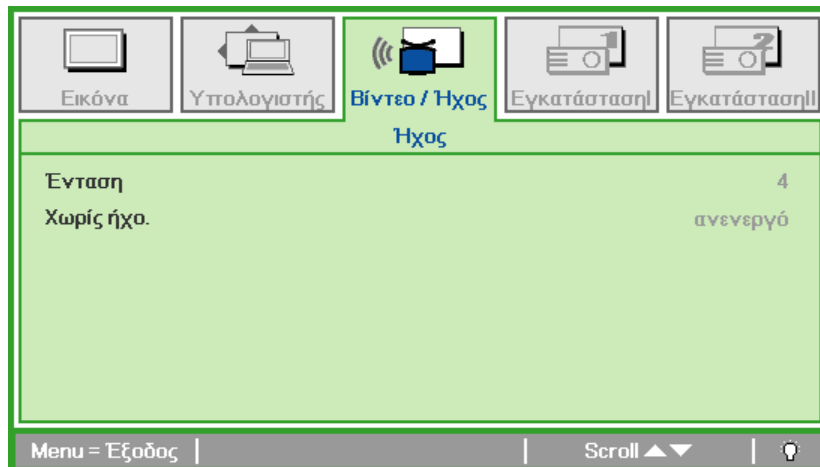 Εικόνα Υπολογιστής Βίντεο / Ήχος ΕγκατάστασηI ΕγκατάστασηII
Ήχος
Ένταση 4
Χωρίς ήχο. ανενεργό
Menu = Έξοδος Scroll ▲▼